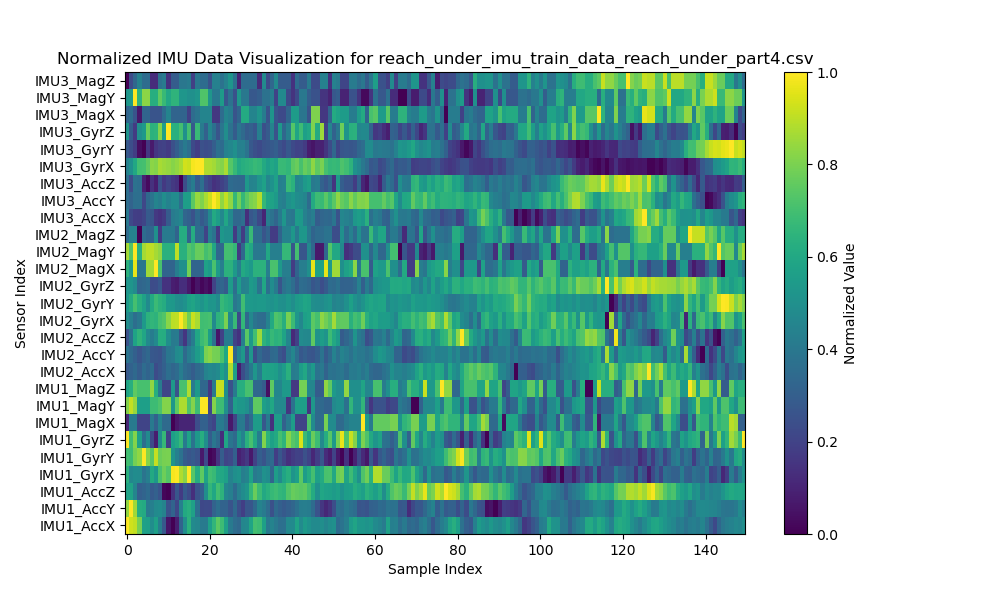 Normalized IMU Data Visualization for reach_under_imu_train_data_reach_under_part4.csv
IMU3_MagZ
IMU3_MagY
IMU3_MagX
IMU3_GyrZ
IMU3_GyrY
IMU3_GyrX
IMU3_AccZ
IMU3_AccY
IMU3_AccX
IMU2_MagZ
IMU2_MagY
IMU2_MagX
IMU2_GyrZ
IMU2_GyrY
IMU2_GyrX
IMU2_AccZ
IMU2_AccY
IMU2_AccX
IMU1_MagZ
IMU1_MagY
IMU1_MagX
IMU1_GyrZ
IMU1_GyrY
IMU1_GyrX
IMU1_AccZ
IMU1_AccY
IMU1_AccX
Sensor Index
0 20 40 60 80 100 120 140
Sample Index
1.0
0.8
0.6
0.4
0.2
0.0
Normalized Value